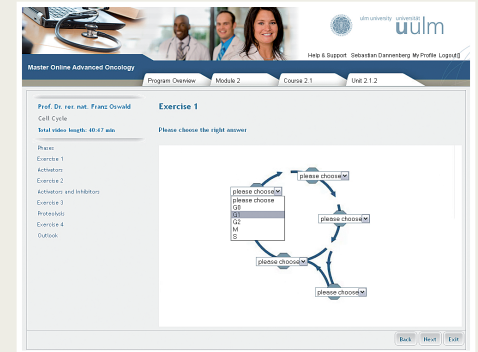 ulm university universität
uulm
Help & Support Sebastian Dannenberg My Profile Logout
Master Online Advanced Oncology
Program Overview Module 2 Course 2.1 Unit 2.1.2
Prof. Dr. rer. nat. Franz Oswald
Cell Cycle
Total video length: 40:47 min
Phases
Exercise 1
Activators
Exercise 2
Activators and Inhibitors
Exercise 3
Proteolysis
Exercise 4
Outlook
Exercise 1
Please choose the right answer
please choose
please choose
please choose
G0
G1
G2
M
S
please choose
please choose
please choose
Back Next Exit